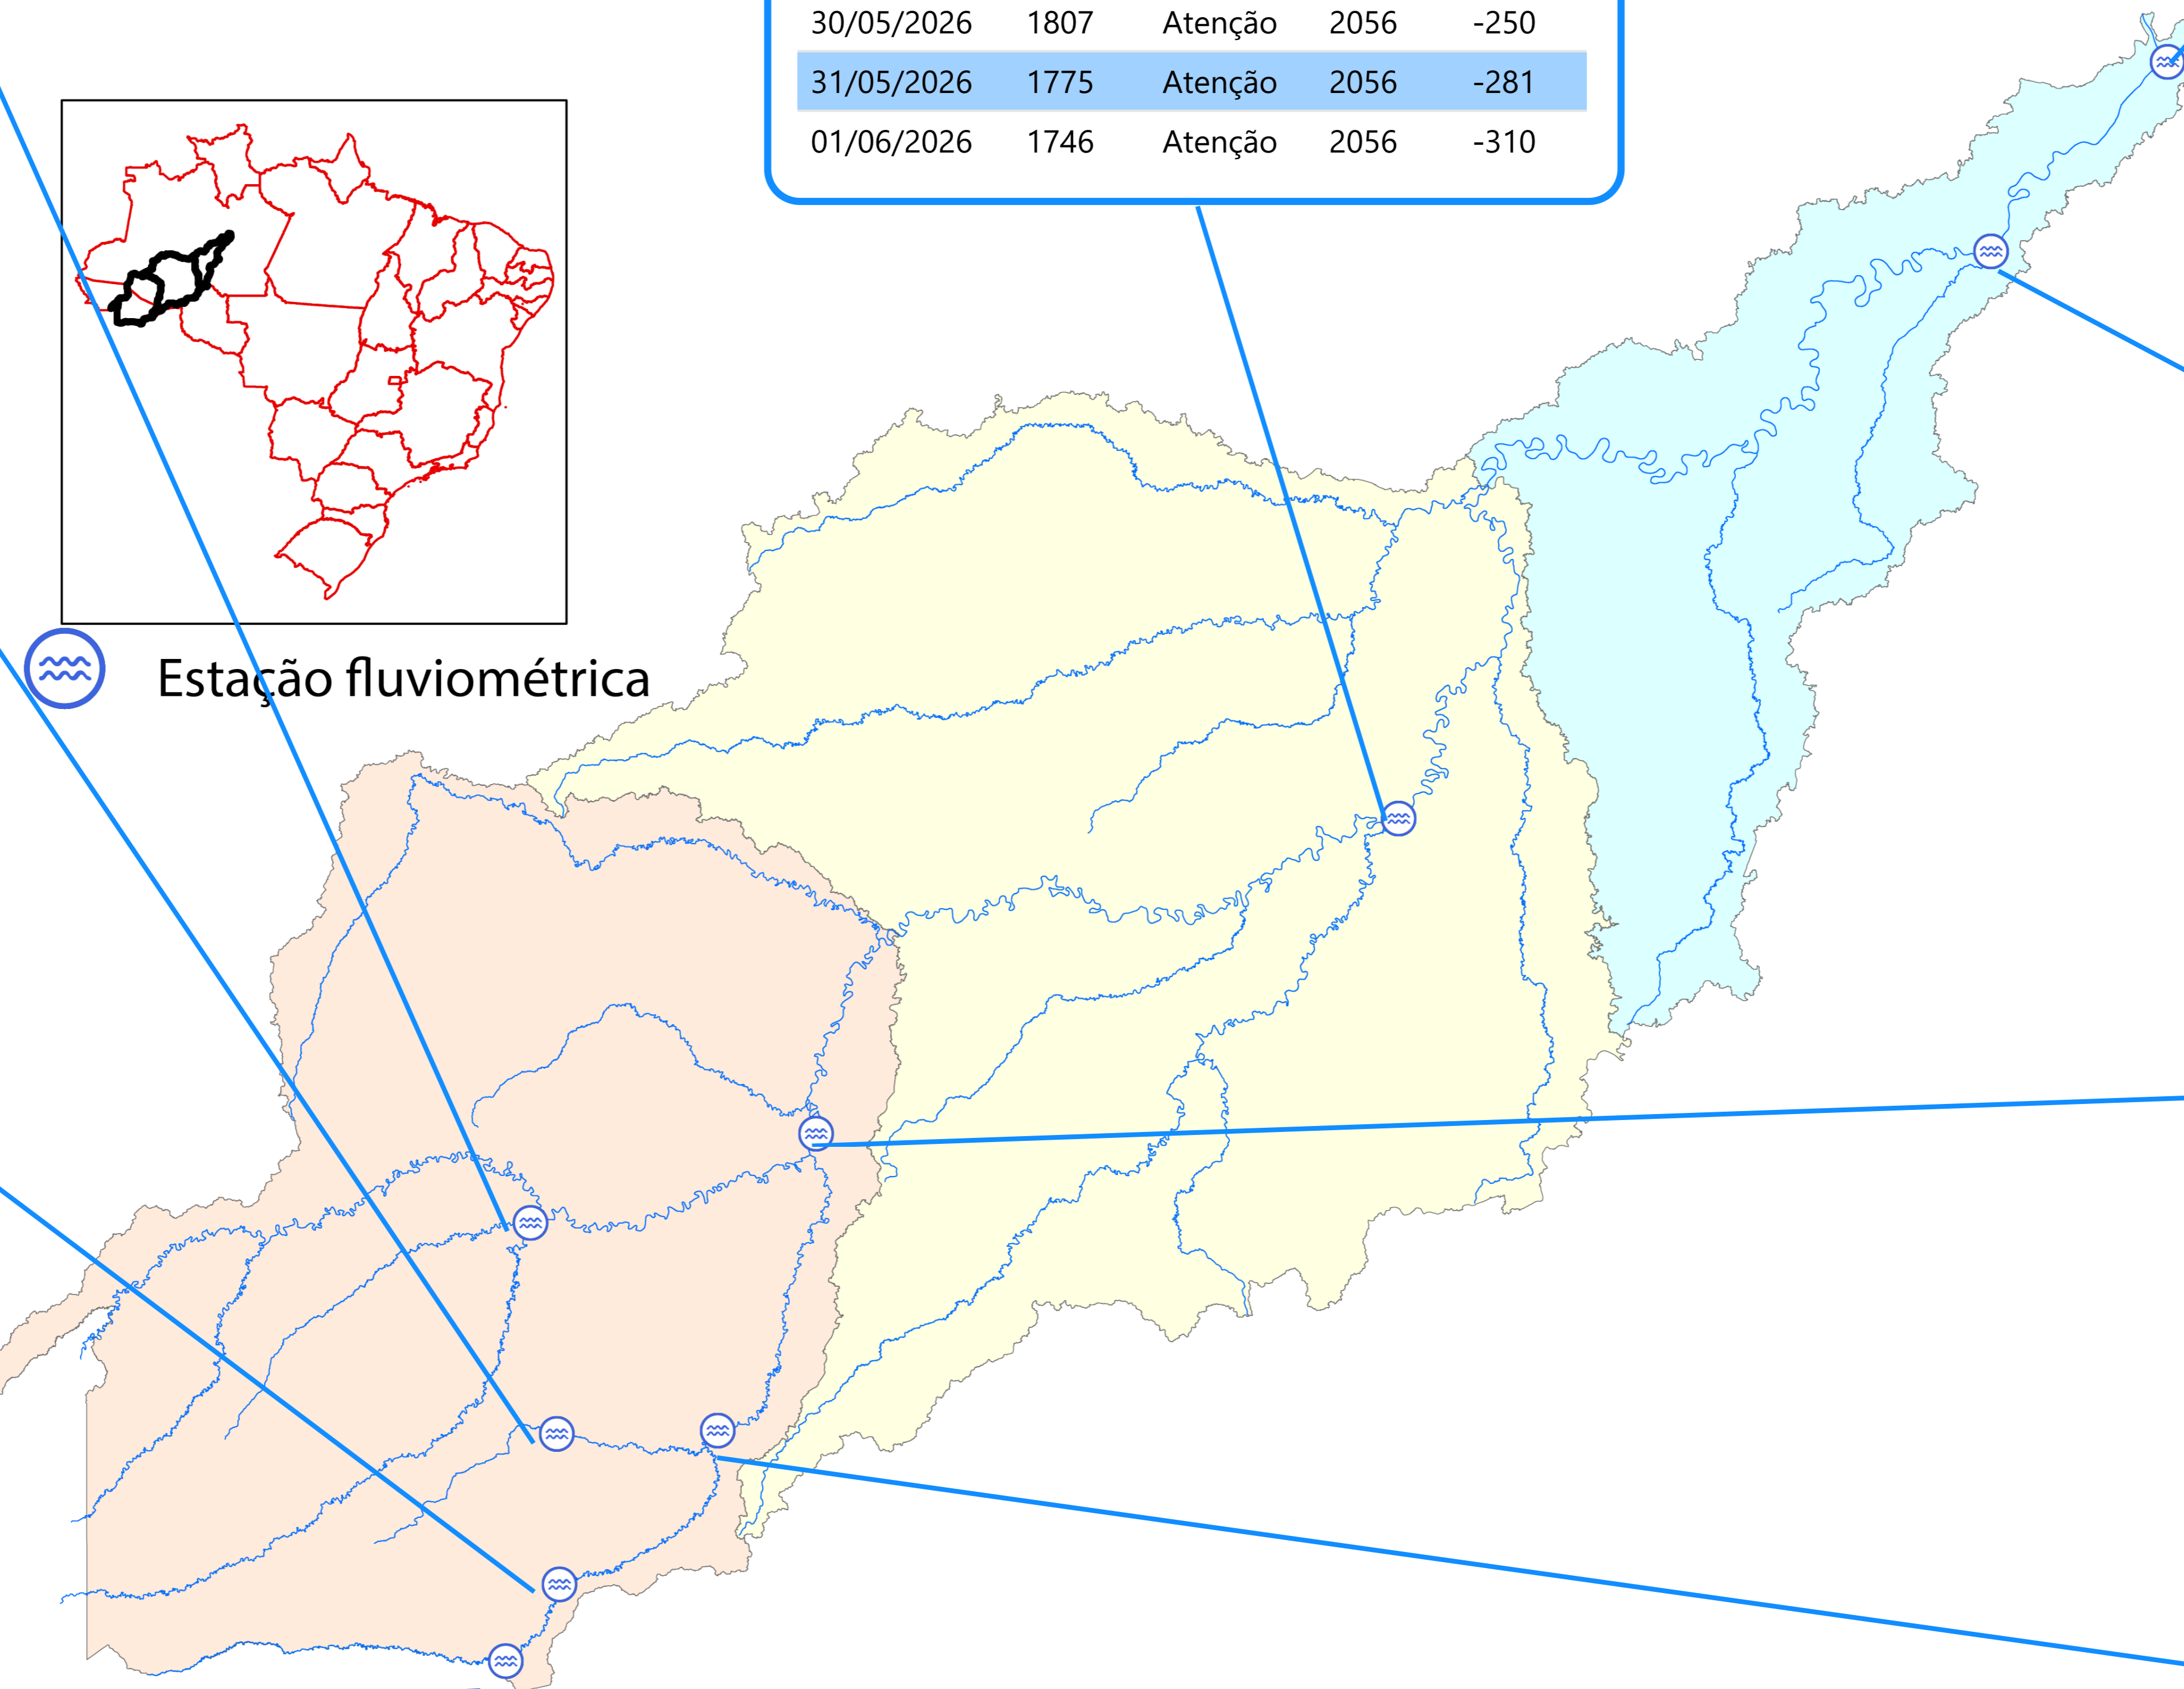 30/05/2026 1807 Atenção 2056 -250
31/05/2026 1775 Atenção 2056 -281
01/06/2026 1746 Atenção 2056 -310
Estação fluviométrica